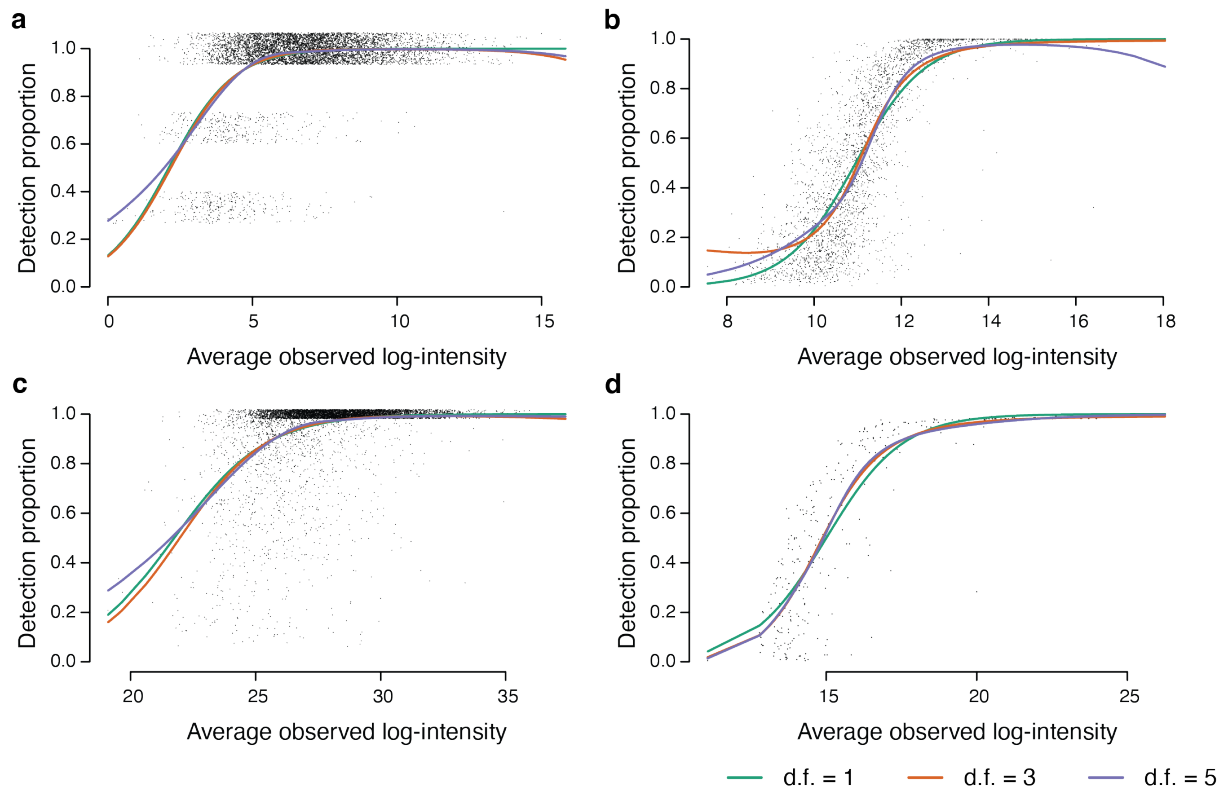 a
Detection proportion
1.0
0.8
0.6
0.4
0.2
0.0
0 5 10 15
Average observed log-intensity
b
Detection proportion
1.0
0.8
0.6
0.4
0.2
0.0
8 10 12 14 16 18
Average observed log-intensity
c
Detection proportion
1.0
0.8
0.6
0.4
0.2
0.0
20 25 30 35
Average observed log-intensity
d
Detection proportion
1.0
0.8
0.6
0.4
0.2
0.0
15 20 25
Average observed log-intensity
d.f. = 1 d.f. = 3 d.f. = 5